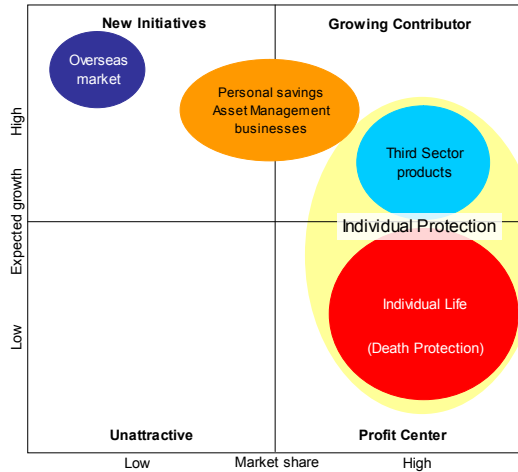 New Initiatives
Growing Contributor
Overseas
market
Personal savings
Asset Management
businesses
Third Sector
products
High
Expected growth
Individual Protection
Individual Life
(Death Protection)
Low
Unattractive
Profit Center
Low
Market share
High